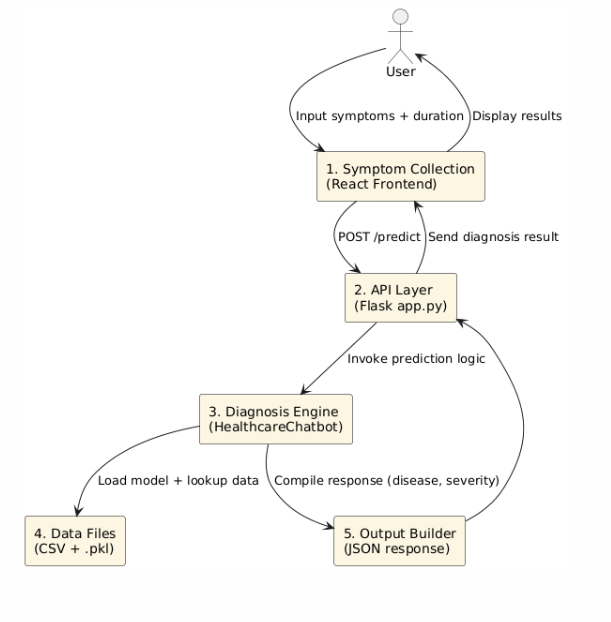 User
Input symptoms + duration
Display results
1. Symptom Collection
(React Frontend)
POST /predict
Send diagnosis result
2. API Layer
(Flask app.py)
Invoke prediction logic
3. Diagnosis Engine
(HealthcareChatbot)
Load model + lookup data
Compile response (disease, severity)
4. Data Files
(CSV + .pkl)
5. Output Builder
(JSON response)